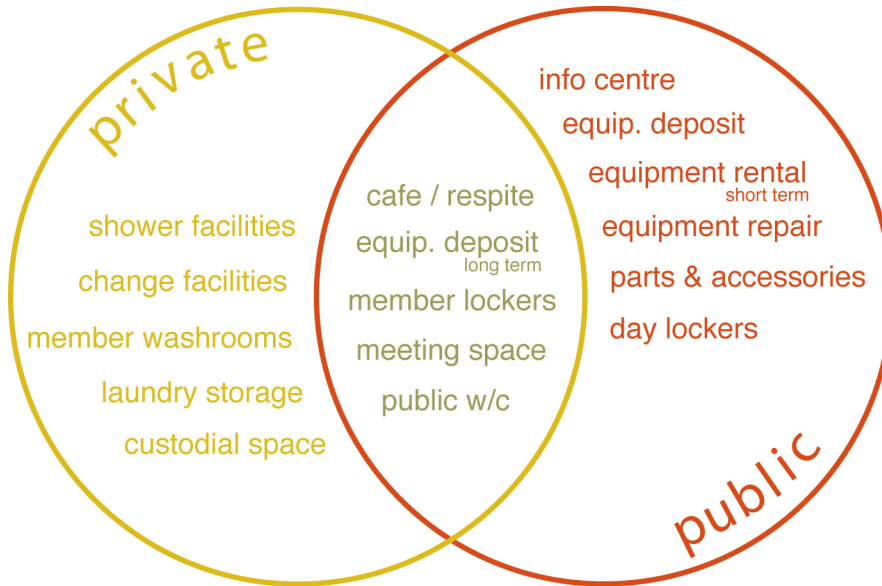 private
shower facilities
change facilities
member washrooms
laundry storage
custodial space
cafe / respite
equip. deposit
long term
member lockers
meeting space
public w/c
info centre
equip. deposit
equipment rental
short term
equipment repair
parts & accessories
day lockers
public